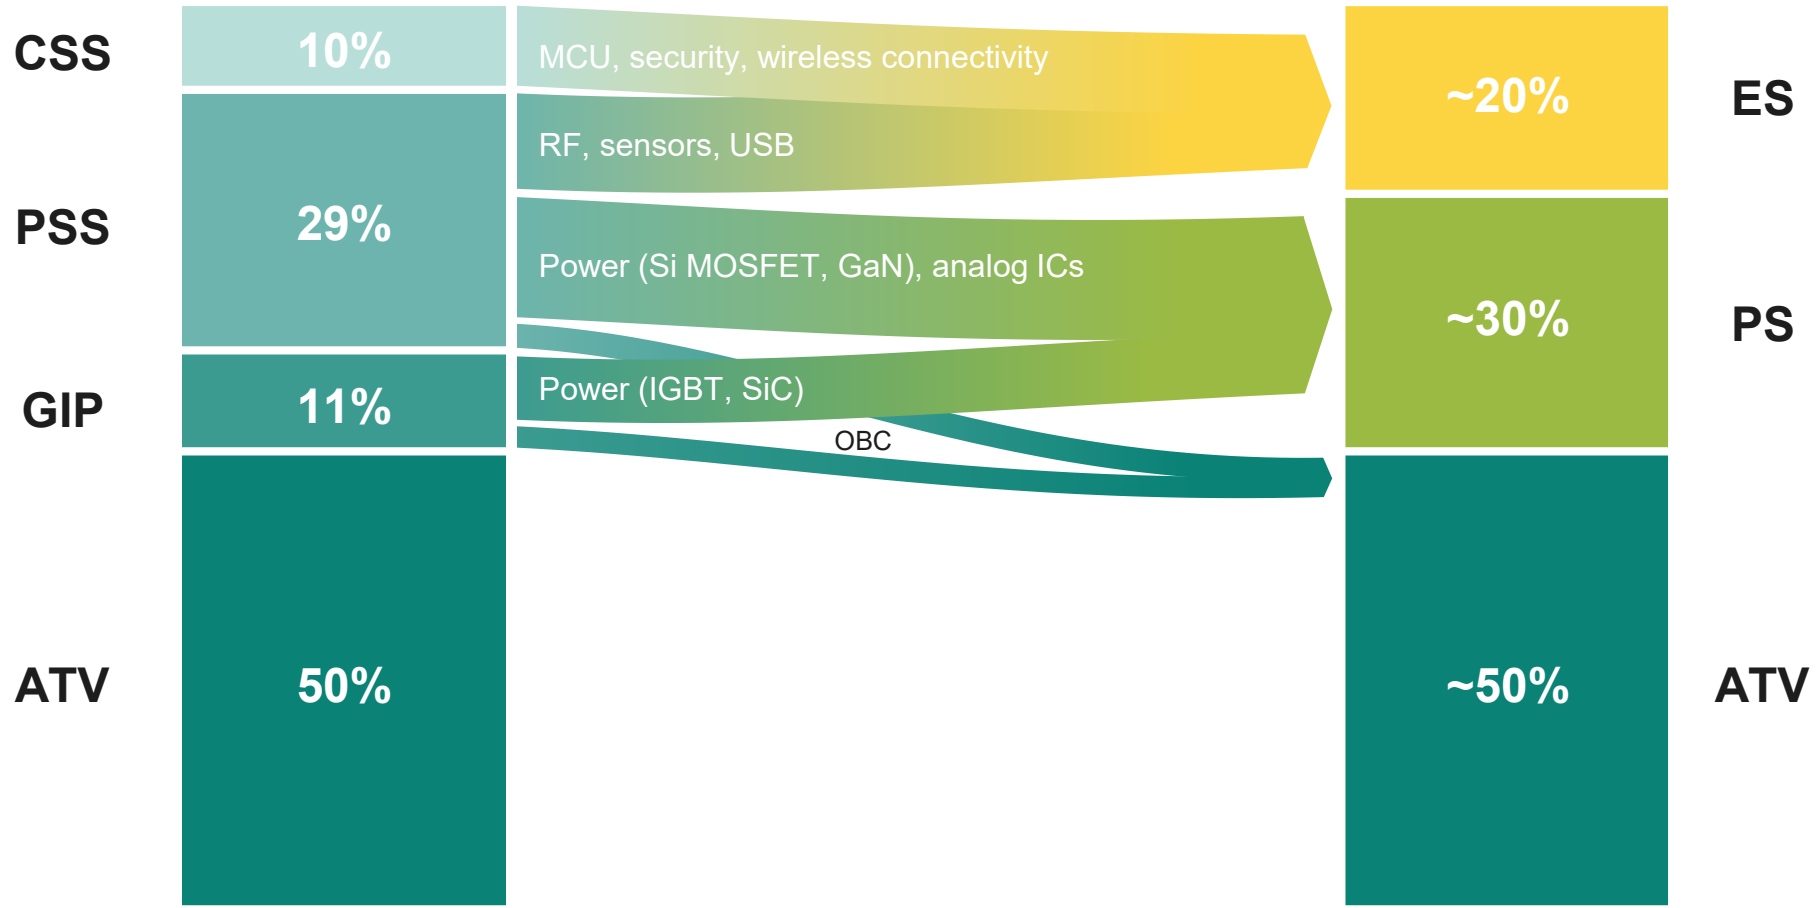 CSS
10%
MCU, security, wireless connectivity
~20%
ES
RF, sensors, USB
PSS
29%
Power (Si MOSFET, GaN), analog ICs
~30%
PS
GIP
11%
Power (IGBT, SiC)
OBC
ATV
50%
~50%
ATV